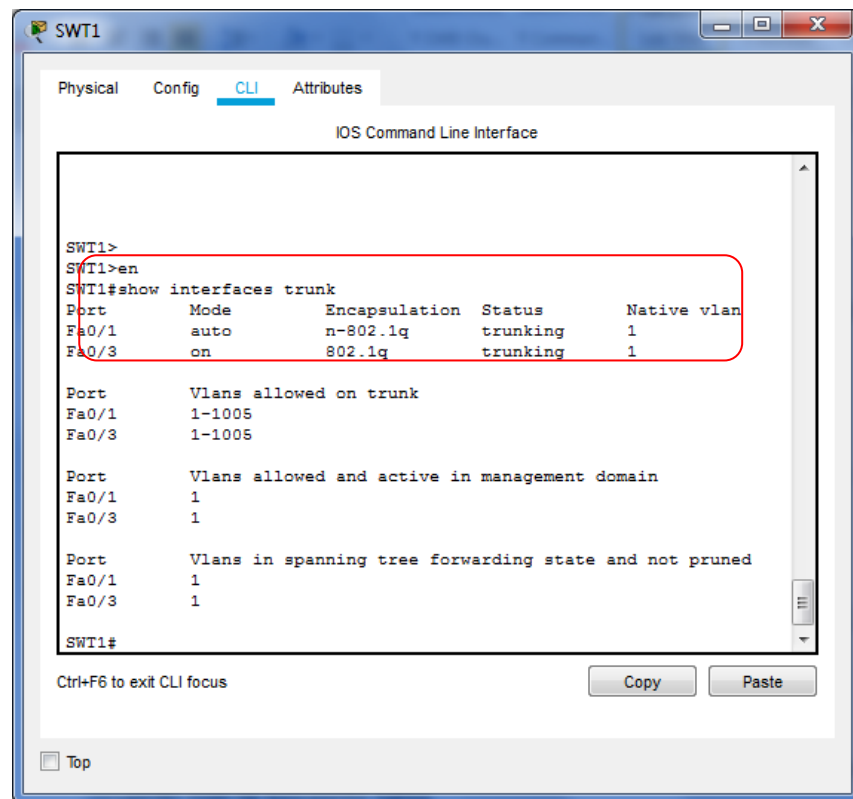 SWT1
Physical Config CLI Attributes
IOS Command Line Interface
SWT1>
SWT1>en
SWT1#show interfaces trunk
Port Mode Encapsulation Status Native vlan
Fa0/1 auto n-802.1q trunking 1
Fa0/3 on 802.1q trunking 1
Port Vlans allowed on trunk
Fa0/1 1-1005
Fa0/3 1-1005
Port Vlans allowed and active in management domain
Fa0/1 1
Fa0/3 1
Port Vlans in spanning tree forwarding state and not pruned
Fa0/1 1
Fa0/3 1
SWT1#
Ctrl+F6 to exit CLI focus Copy Paste
Top